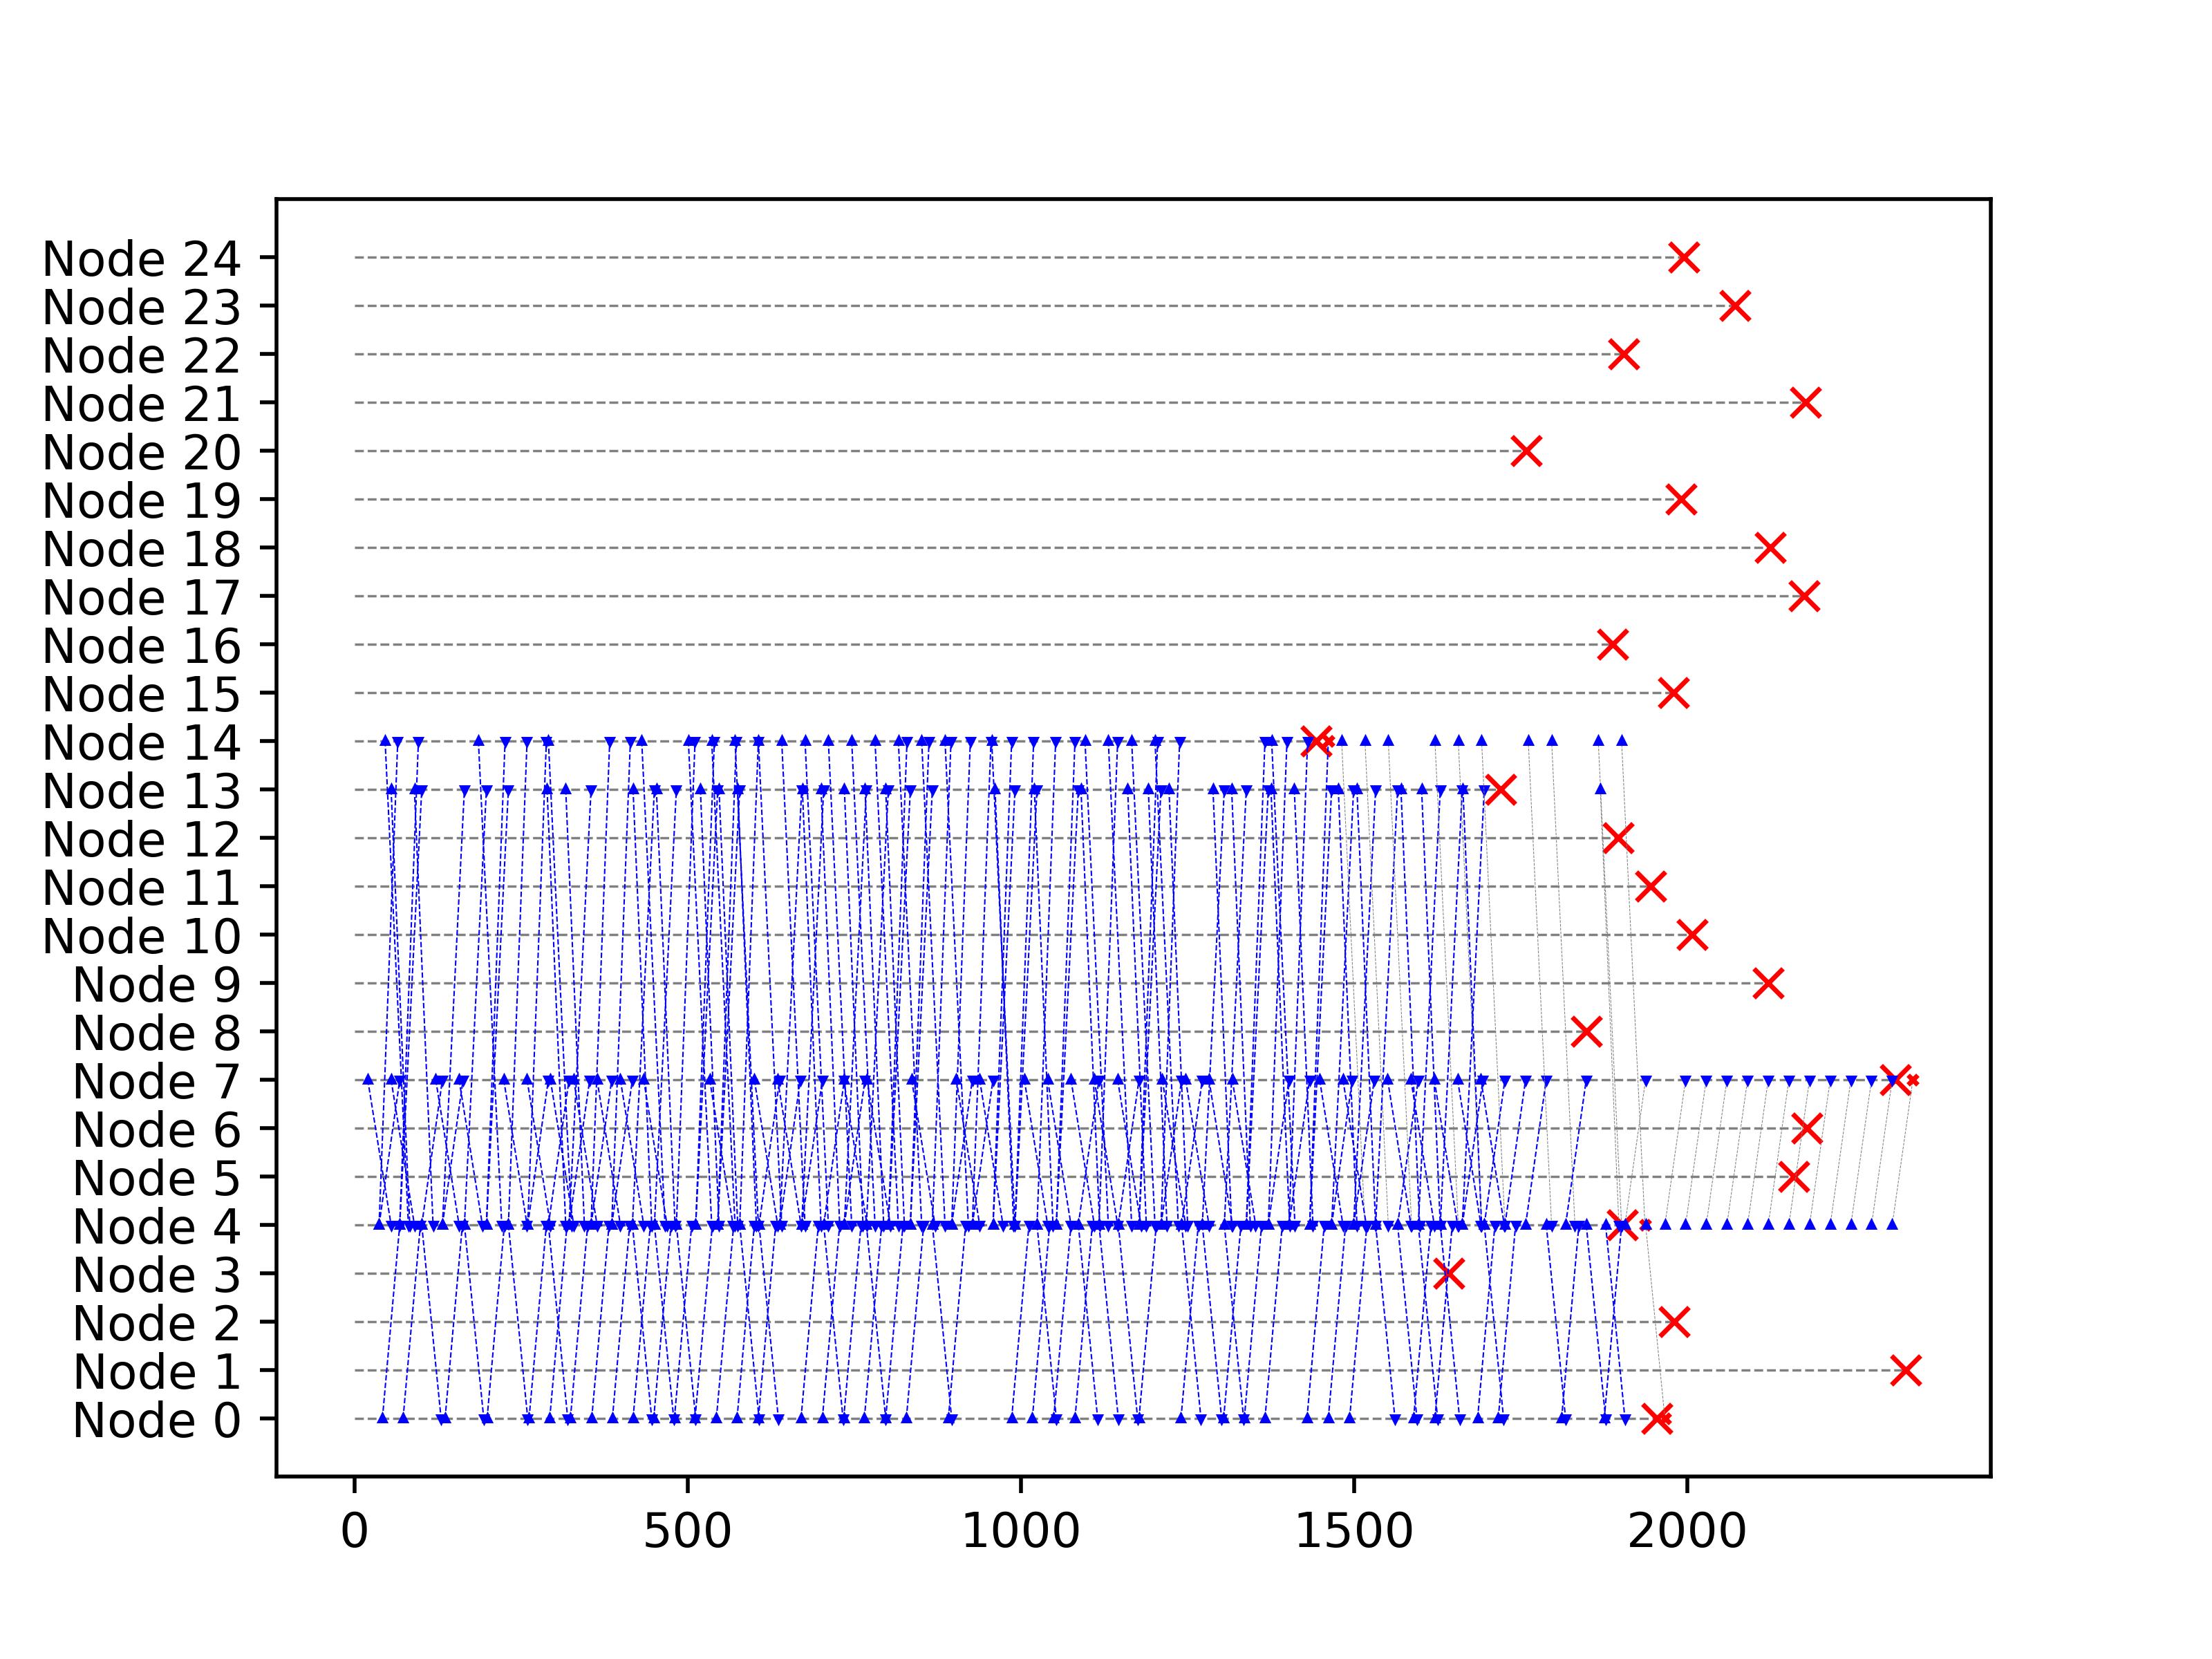 Node 24
Node 23
Node 22
Node 21
Node 20
Node 19
Node 18
Node 17
Node 16
Node 15
Node 14
Node 13
Node 12
Node 11
Node 10
Node 9
Node 8
Node 7
Node 6
Node 5
Node 4
Node 3
Node 2
Node 1
Node 0
0 500 1000 1500 2000